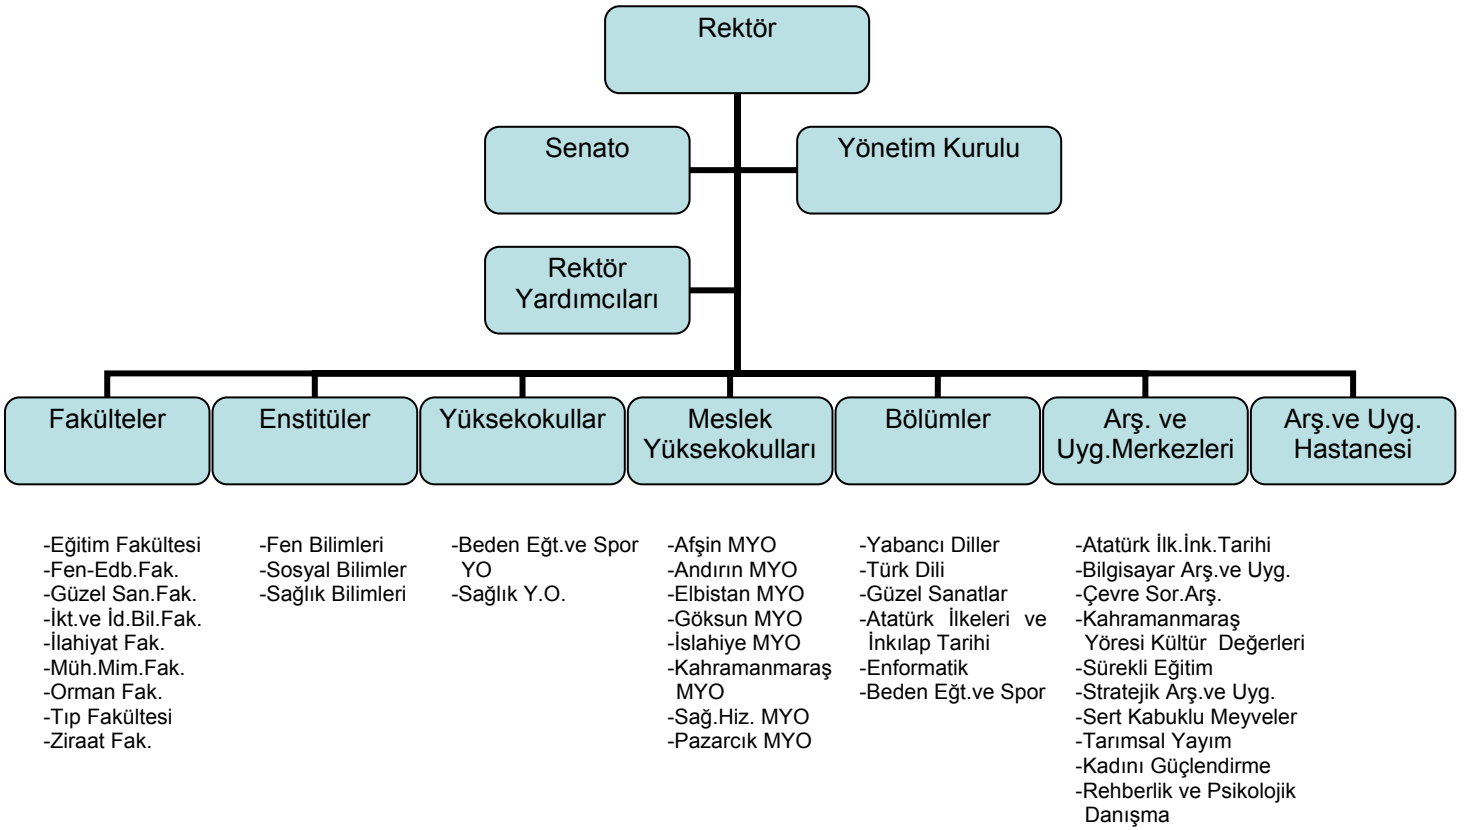 Rektör
Senato
Yönetim Kurulu
Rektör
Yardımcıları
Fakülteler
Enstitüler
Yüksekokullar
Meslek
Yüksekokulları
Bölümler
Arş. ve
Uyg.Merkezleri
Arş.ve Uyg.
Hastanesi
-Eğitim Fakültesi
-Fen-Edb.Fak.
-Güzel San.Fak.
-İkt.ve İd.Bil.Fak.
-İlahiyat Fak.
-Müh.Mim.Fak.
-Orman Fak.
-Tıp Fakültesi
-Ziraat Fak.
-Fen Bilimleri
-Sosyal Bilimler
-Sağlık Bilimleri
-Beden Eğt.ve Spor
YO
-Sağlık Y.O.
-Afşin MYO
-Andırın MYO
-Elbistan MYO
-Göksun MYO
-İslahiye MYO
-Kahramanmaraş
MYO
-Sağ.Hiz. MYO
-Pazarcık MYO
-Yabancı Diller
-Türk Dili
-Güzel Sanatlar
-Atatürk İlkeleri ve
İnkılap Tarihi
-Enformatik
-Beden Eğt.ve Spor
-Atatürk İlk.İnk.Tarihi
-Bilgisayar Arş.ve Uyg.
-Çevre Sor.Arş.
-Kahramanmaraş
Yöresi Kültür Değerleri
-Sürekli Eğitim
-Stratejik Arş.ve Uyg.
-Sert Kabuklu Meyveler
-Tarımsal Yayım
-Kadını Güçlendirme
-Rehberlik ve Psikolojik
Danışma